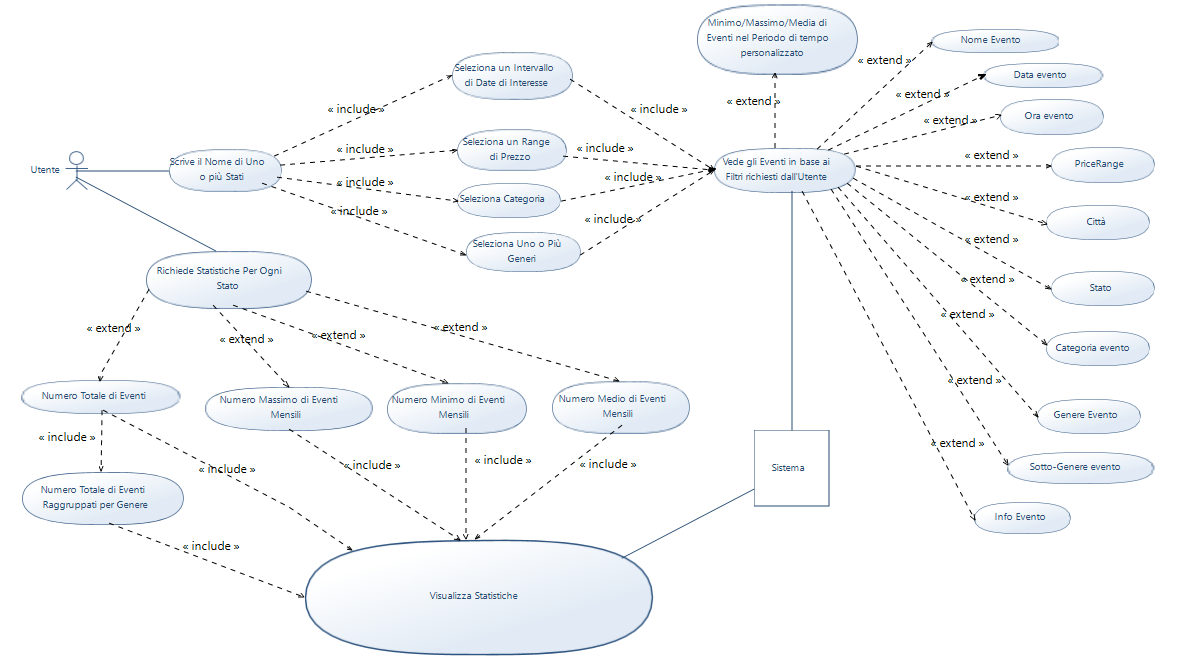 Minimo/Massimo/Media di
Eventi nel Periodo di tempo
personalizzato
Nome Evento
« extend »
Seleziona un Intervallo
di Date di Interesse
Data evento
« extend »
« extend »
« include »
« include »
Ora evento
« extend »
Seleziona un Range
di Prezzo
« include »
« include »
« extend »
PriceRange
Utente
Scrive il Nome di Uno
o più Stati
Vede gli Eventi in base ai
Filtri richiesti dall'Utente
« include »
« include »
Seleziona Categoria
« extend »
« include »
« include »
Città
Seleziona Uno o Più
Generi
« extend »
Richiede Statistiche Per Ogni
Stato
« extend »
Stato
« extend »
« extend »
« extend »
« extend »
« extend »
Categoria evento
« extend »
Numero Totale di Eventi
Numero Massimo di Eventi
Mensili
Numero Minimo di Eventi
Mensili
Numero Medio di Eventi
Mensili
Genere Evento
« include »
« extend »
« include »
« include »
« include »
« include »
Sistema
Sotto-Genere evento
Numero Totale di Eventi
Raggruppati per Genere
Info Evento
« include »
Visualizza Statistiche